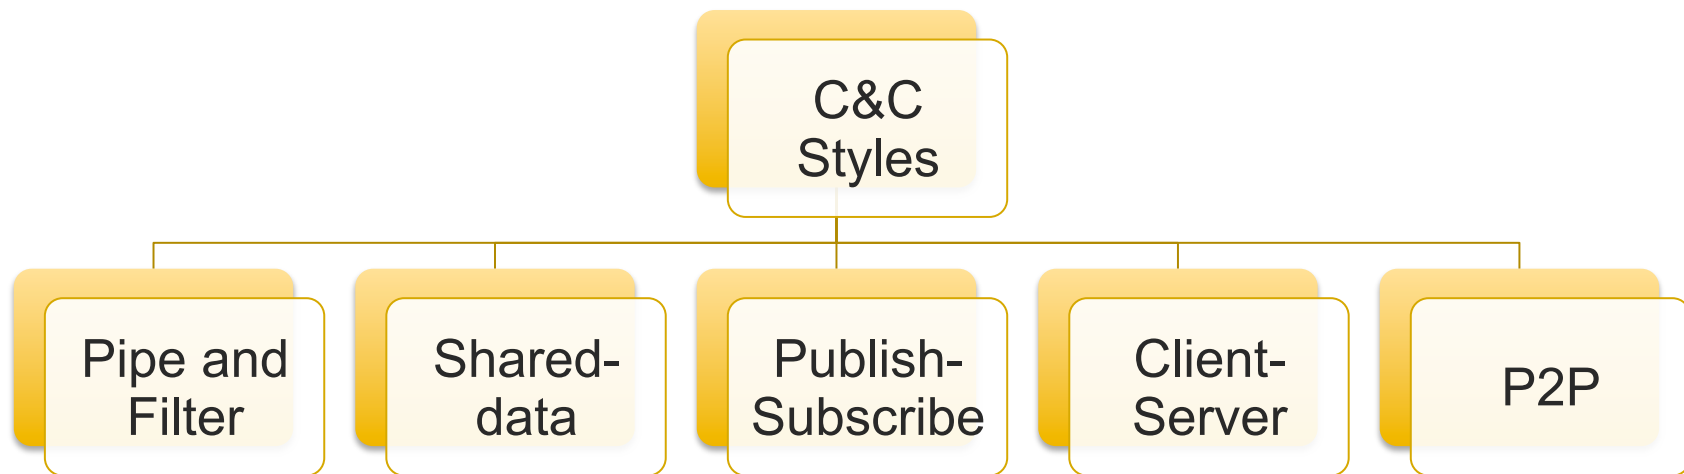 C&C
Styles
Pipe and
Filter
Shared-
data
Publish-
Subscribe
Client-
Server
P2P